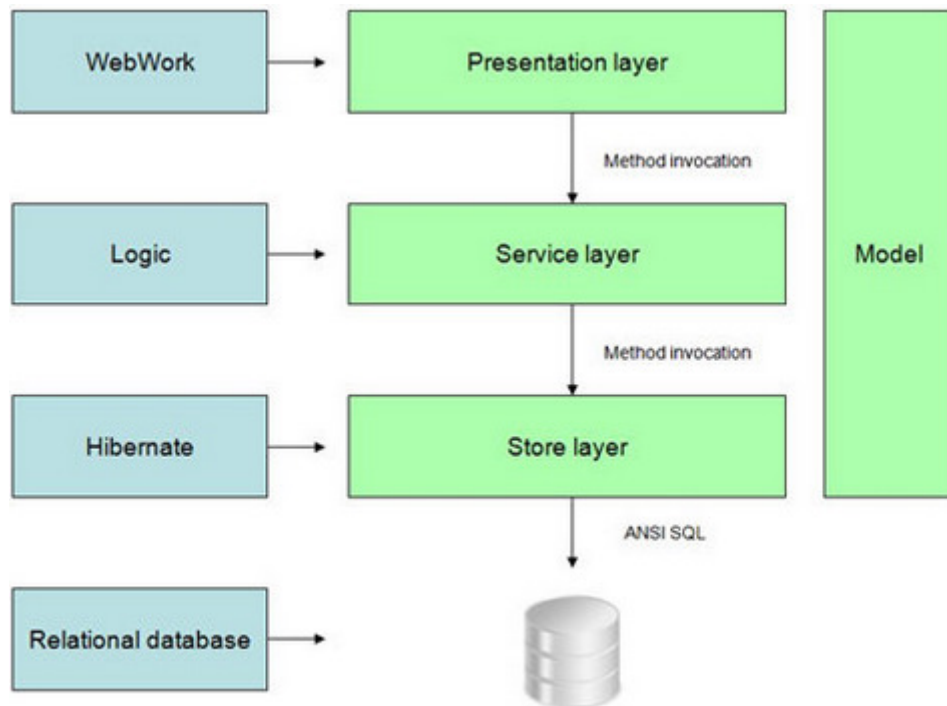 WebWork
Presentation layer
Method invocation
Logic
Service layer
Model
Method invocation
Hibernate
Store layer
ANSI SQL
Relational database